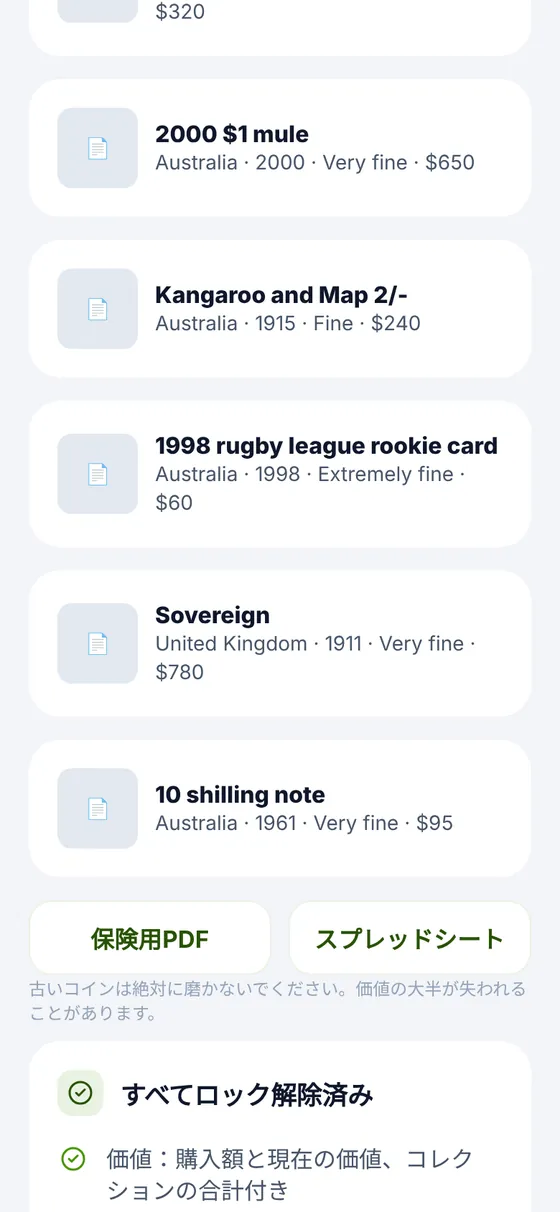 $320
2000 $1 mule
Australia · 2000 · Very fine · $650
Kangaroo and Map 2/-
Australia · 1915 · Fine · $240
1998 rugby league rookie card
Australia · 1998 · Extremely fine ·
$60
Sovereign
United Kingdom · 1911 · Very fine ·
$780
10 shilling note
Australia · 1961 · Very fine · $95
保険用PDF
スプレッドシート
古いコインは絶対に磨かないでください。価値の大半が失われる
ことがあります。
すべてロック解除済み
価値：購入額と現在の価値、コレク
ションの合計付き